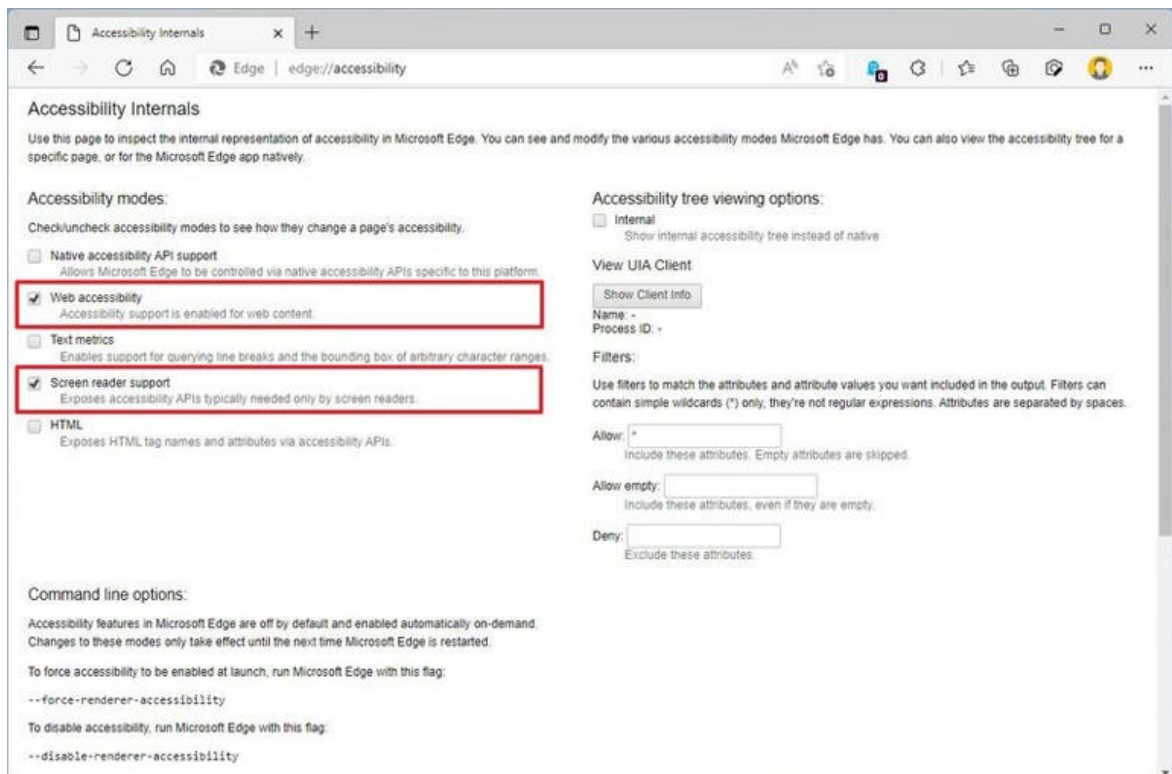 Accessibility Internals
Edge
edge://accessibility
0
Accessibility Internals
Use this page to inspect the internal representation of accessibility in Microsoft Edge. You can see and modify the various accessibility modes Microsoft Edge has. You can also view the accessibility tree for a
specific page, or for the Microsoft Edge app natively.
Accessibility modes:
Check/uncheck accessibility modes to see how they change a page's accessibility.
Native accessibility API support
Allows Microsoft Edge to be controlled via native accessibility APIs specific to this platform.
Web accessibility
Accessibility support is enabled for web content.
Text metrics
Enables support for querying line breaks and the bounding box of arbitrary character ranges.
Screen reader support
Exposes accessibility APIs typically needed only by screen readers.
HTML
Exposes HTML tag names and attributes via accessibility APIs.
Accessibility tree viewing options:
Internal
Show internal accessibility tree instead of native
View UIA Client
Show Client Info
Name: -
Process ID: -
Filters:
Use filters to match the attributes and attribute values you want included in the output. Filters can
contain simple wildcards (*) only, they're not regular expressions. Attributes are separated by spaces.
Allow: *
Include these attributes. Empty attributes are skipped.
Allow empty:
Include these attributes, even if they are empty.
Deny:
Exclude these attributes.
Command line options:
Accessibility features in Microsoft Edge are off by default and enabled automatically on-demand.
Changes to these modes only take effect until the next time Microsoft Edge is restarted.
To force accessibility to be enabled at launch, run Microsoft Edge with this flag:
--force-renderer-accessibility
To disable accessibility, run Microsoft Edge with this flag:
--disable-renderer-accessibility